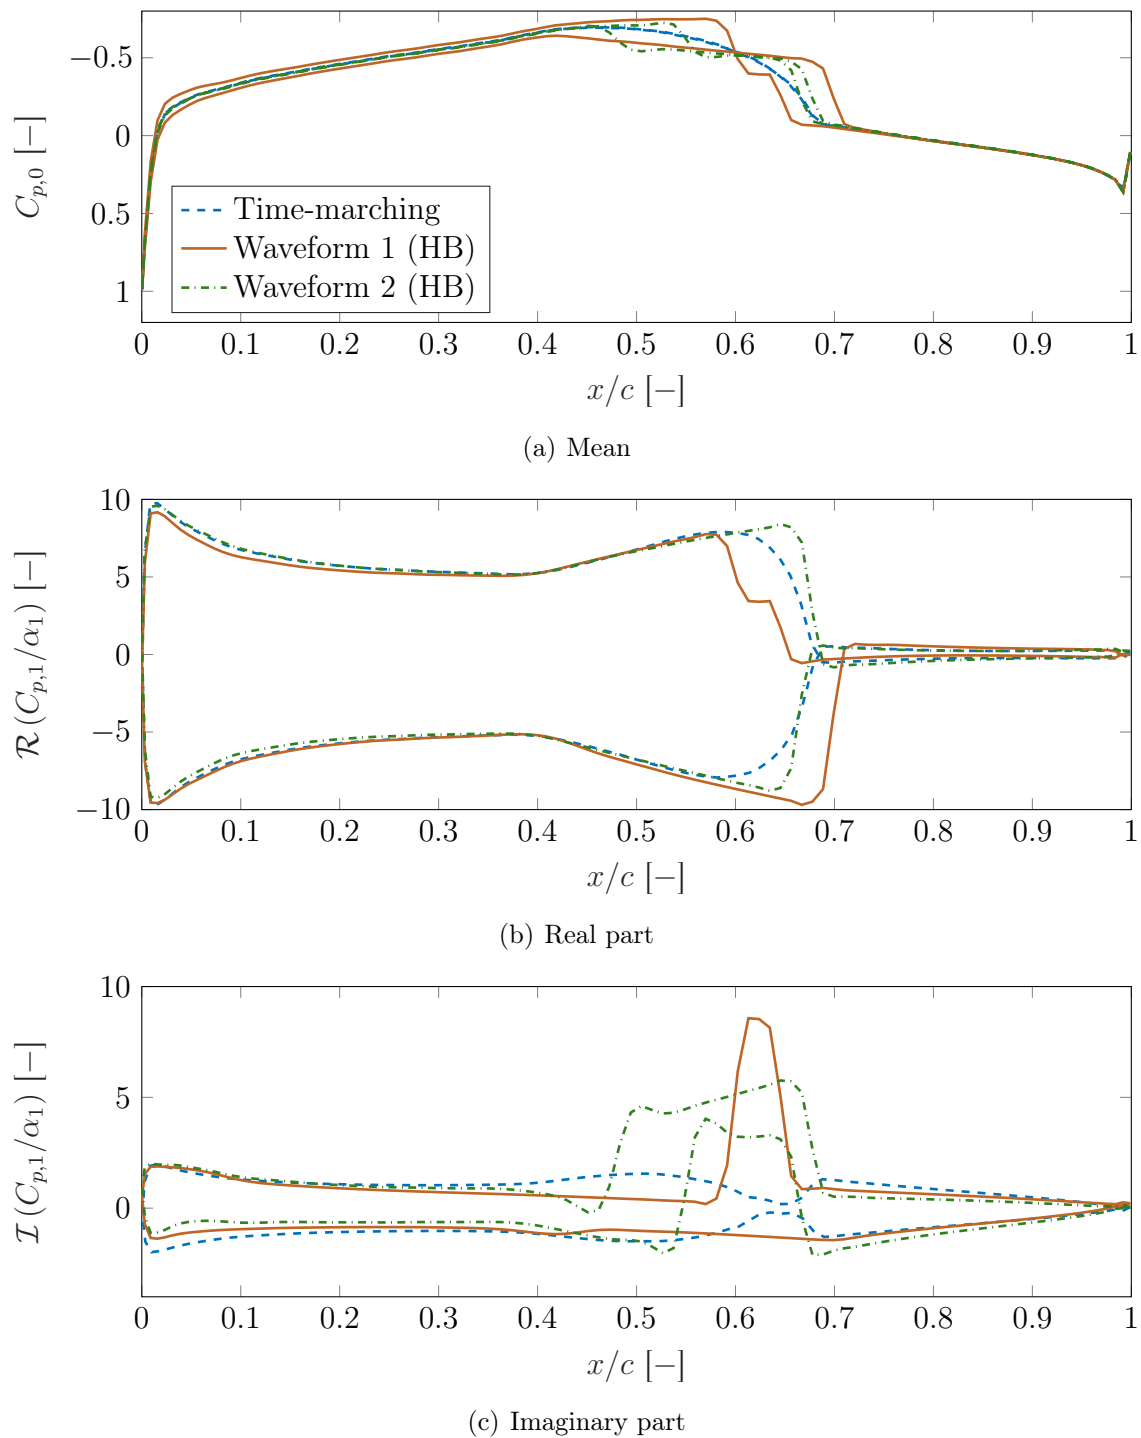 −0.5
0
0.5
1
C_{p,0} [−]
Time-marching
Waveform 1 (HB)
Waveform 2 (HB)
0 0.1 0.2 0.3 0.4 0.5 0.6 0.7 0.8 0.9 1
x/c [−]
(a) Mean
10
5
0
−5
−10
ℛ(C_{p,1}/α_1) [−]
0 0.1 0.2 0.3 0.4 0.5 0.6 0.7 0.8 0.9 1
x/c [−]
(b) Real part
10
5
0
ℐ(C_{p,1}/α_1) [−]
0 0.1 0.2 0.3 0.4 0.5 0.6 0.7 0.8 0.9 1
x/c [−]
(c) Imaginary part